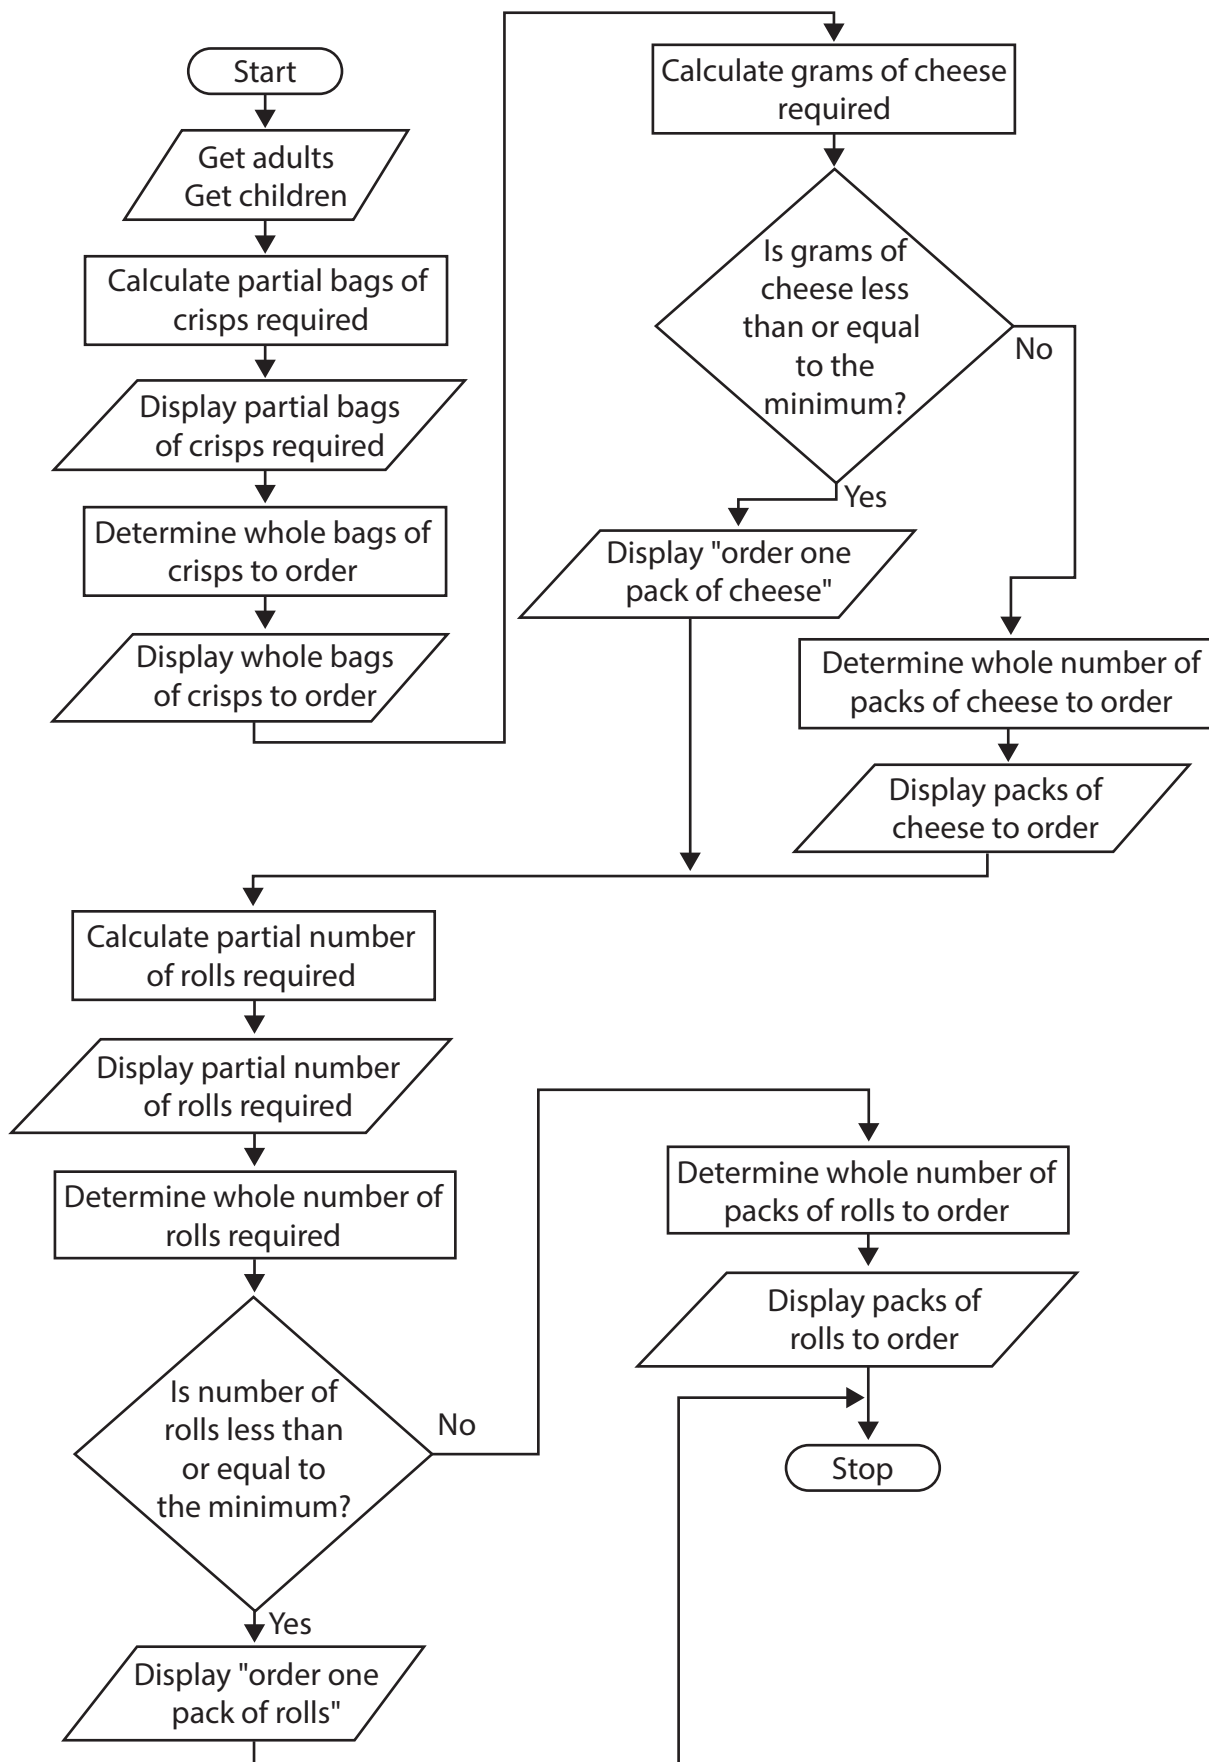 Start
Get adults
Get children
Calculate partial bags of
crisps required
Display partial bags
of crisps required
Determine whole bags of
crisps to order
Display whole bags
of crisps to order
Calculate grams of cheese
required
Is grams of
cheese less
than or equal
to the
minimum?
No
Yes
Display "order one
pack of cheese"
Determine whole number of
packs of cheese to order
Display packs of
cheese to order
Calculate partial number
of rolls required
Display partial number
of rolls required
Determine whole number of
rolls required
Is number of
rolls less than
or equal to
the minimum?
No
Yes
Display "order one
pack of rolls"
Determine whole number of
packs of rolls to order
Display packs of
rolls to order
Stop